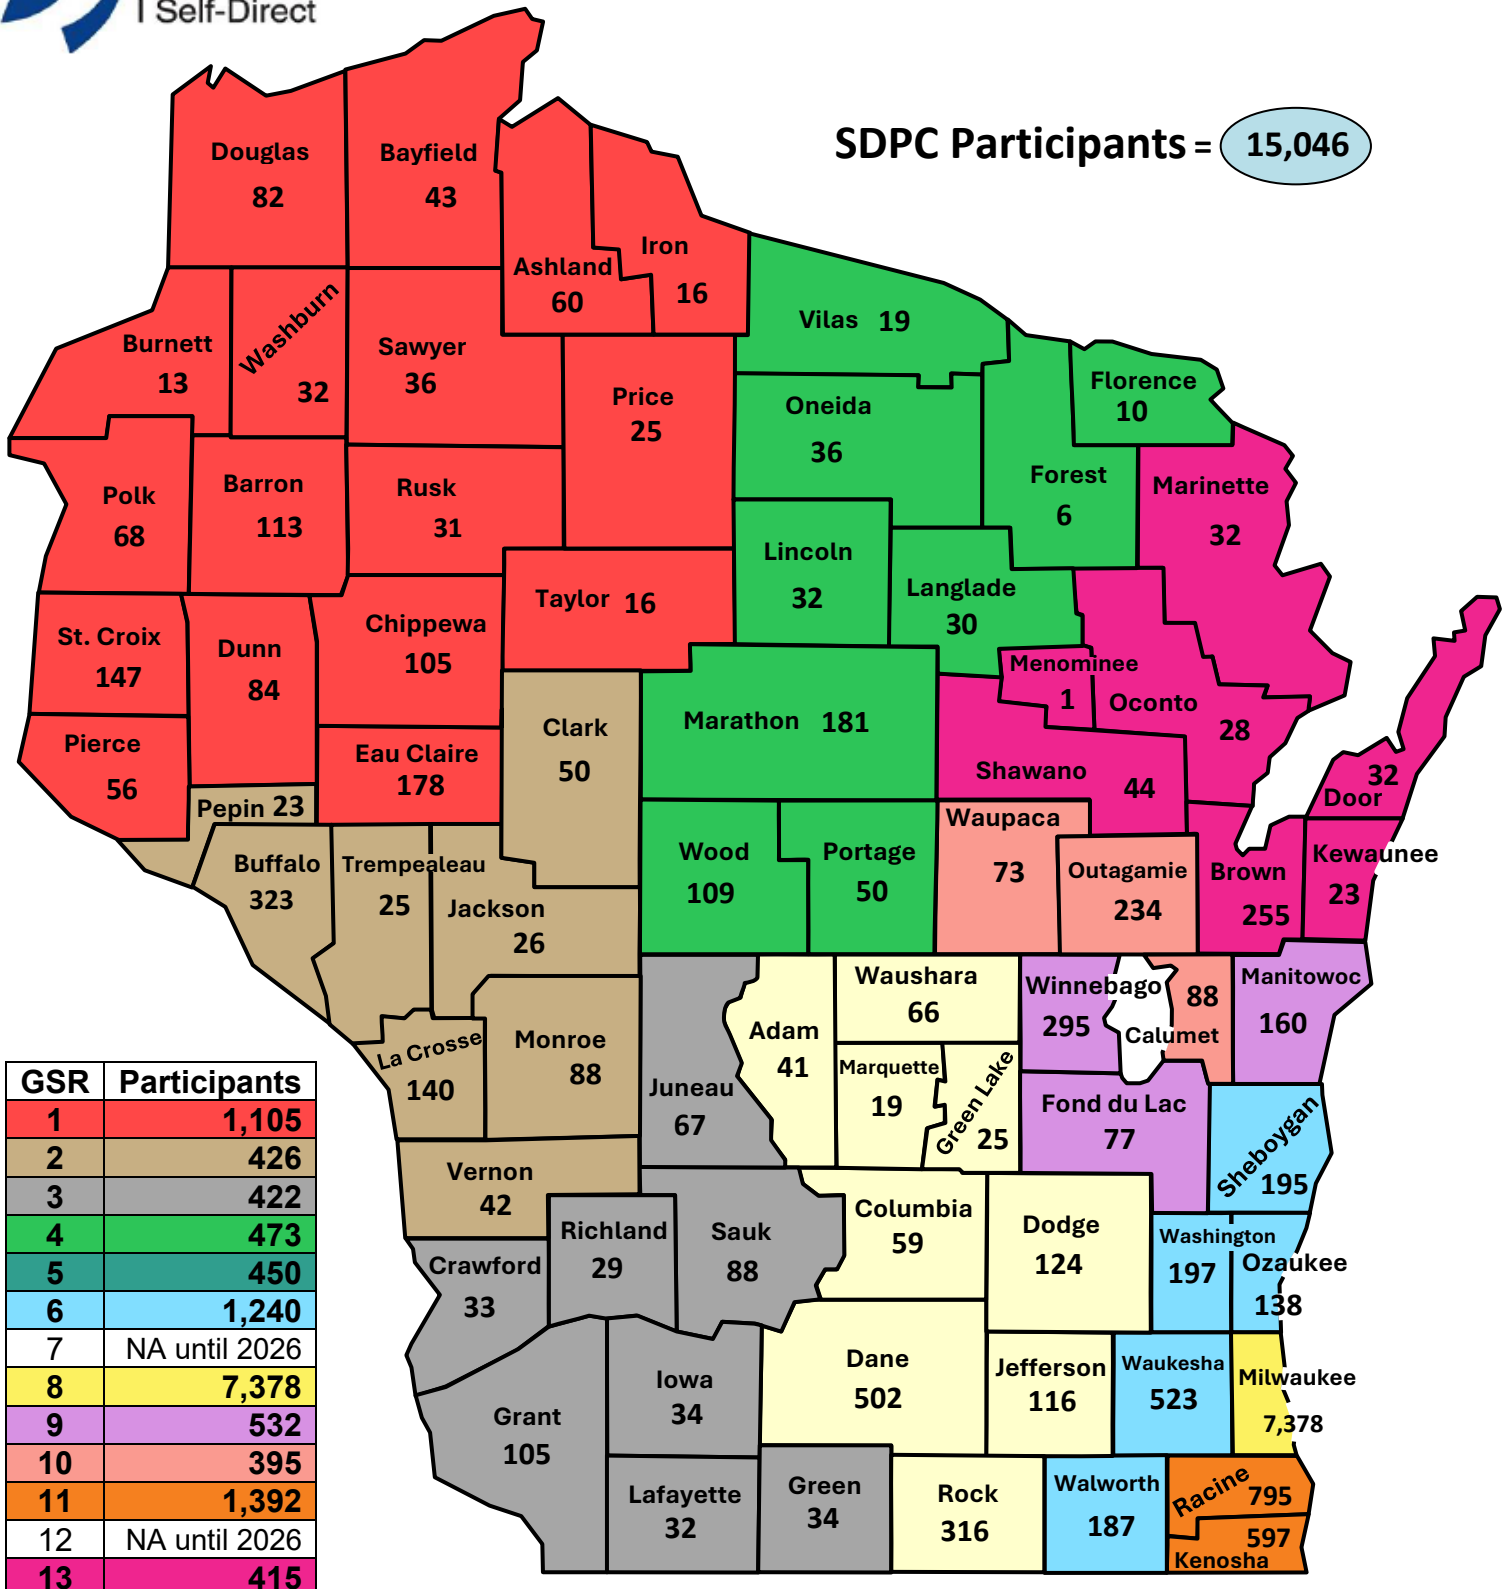 I Self-Direct
SDPC Participants = 15,046
Douglas
82
Bayfield
43
Ashland
60
Iron
16
Vilas 19
Burnett
13
Washburn
32
Sawyer
36
Price
25
Oneida
36
Florence
10
Forest
6
Marinette
32
Polk
68
Barron
113
Rusk
31
Lincoln
32
Langlade
30
Taylor 16
St. Croix
147
Dunn
84
Chippewa
105
Menominee
1
Oconto
28
Pierce
56
Eau Claire
178
Clark
50
Marathon 181
Shawano
44
32
Door
Pepin 23
Buffalo
323
Trempealeau
25
Jackson
26
Wood
109
Portage
50
Waupaca
73
Outagamie
234
Brown
255
Kewaunee
23
La Crosse
140
Monroe
88
Juneau
67
Adam
41
Waushara
66
Marquette
19
Green Lake
25
Winnebago
295
88
Calumet
Manitowoc
160
Fond du Lac
77
Sheboygan
195
Vernon
42
Richland
29
Sauk
88
Columbia
59
Dodge
124
Washington
197
Ozaukee
138
Crawford
33
Grant
105
Iowa
34
Dane
502
Jefferson
116
Waukesha
523
Milwaukee
7,378
Lafayette
32
Green
34
Rock
316
Walworth
187
Racine 795
597
Kenosha
GSR Participants
1 1,105
2 426
3 422
4 473
5 450
6 1,240
7 NA until 2026
8 7,378
9 532
10 395
11 1,392
12 NA until 2026
13 415